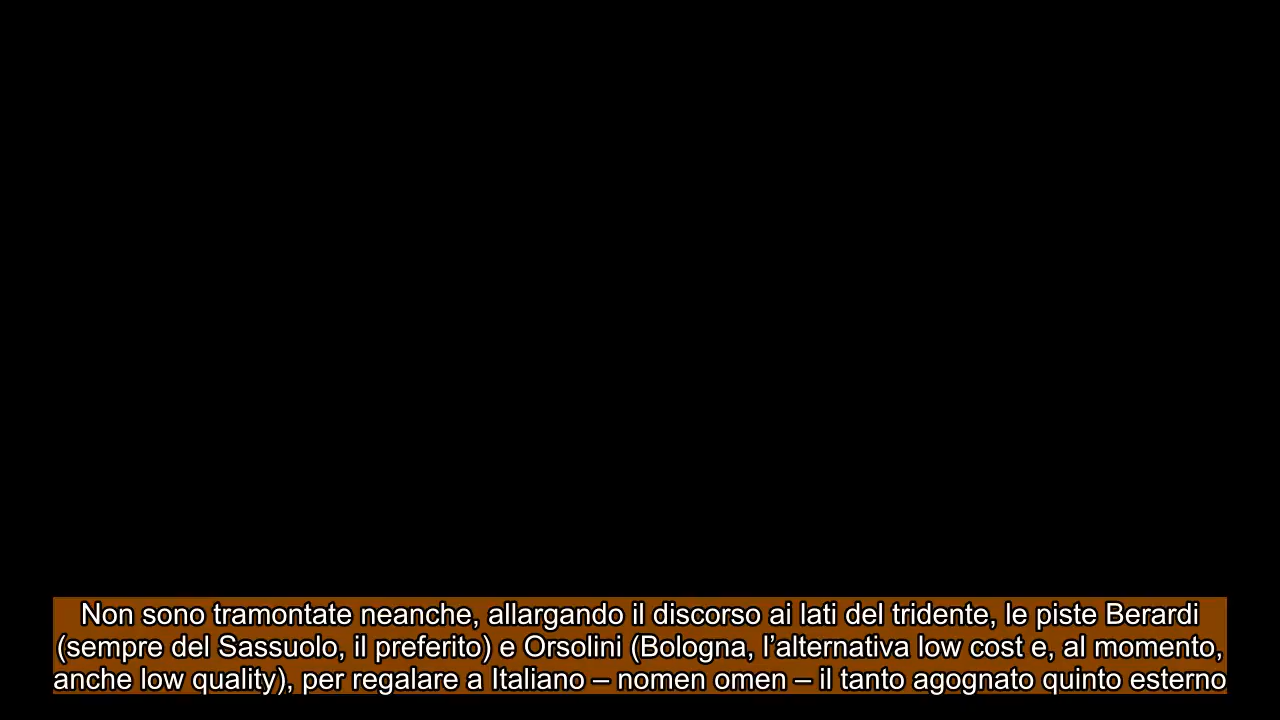 Non sono tramontate neanche, allargando il discorso ai lati del tridente, le piste Berardi
(sempre del Sassuolo, il preferito) e Orsolini (Bologna, l’alternativa low cost e, al momento,
anche low quality), per regalare a Italiano – nomen omen – il tanto agognato quinto esterno